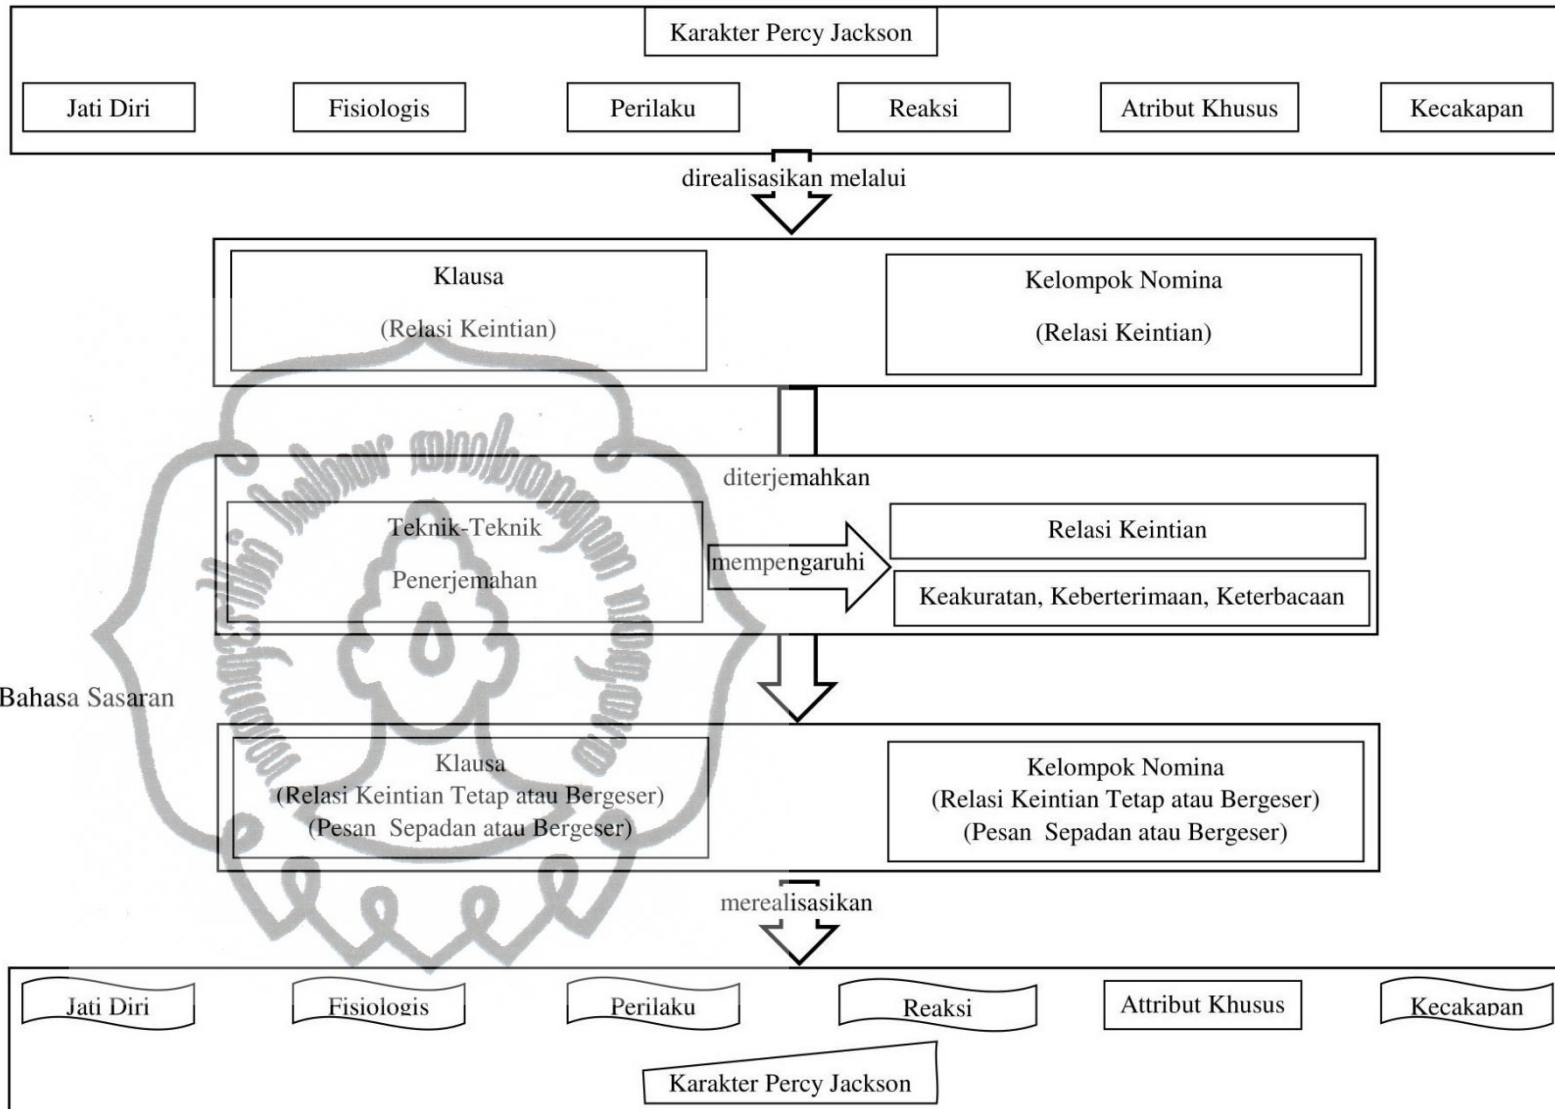 Karakter Percy Jackson
Jati Diri
Fisiologis
Perilaku
Reaksi
Atribut Khusus
Kecakapan
direalisasikan melalui
Klausa
(Relasi Keintian)
Kelompok Nomina
(Relasi Keintian)
diterjemahkan
Teknik-Teknik
Penerjemahan
mempengaruhi
Relasi Keintian
Keakuratan, Keberterimaan, Keterbacaan
Bahasa Sasaran
Klausa
(Relasi Keintian Tetap atau Bergeser)
(Pesan Sepadan atau Bergeser)
Kelompok Nomina
(Relasi Keintian Tetap atau Bergeser)
(Pesan Sepadan atau Bergeser)
merealisasikan
Jati Diri
Fisiologis
Perilaku
Reaksi
Attribut Khusus
Kecakapan
Karakter Percy Jackson